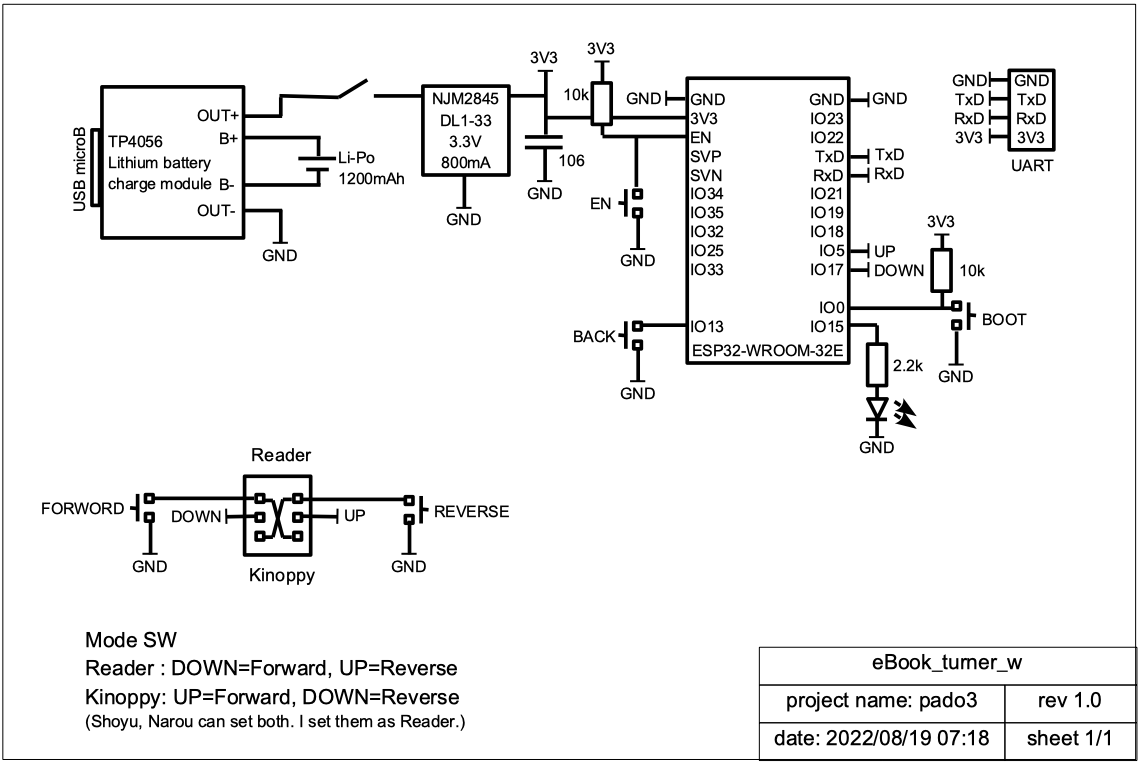 USB microB
TP4056
Lithium battery
charge module
OUT+
B+
B-
OUT-
GND
Li-Po
1200mAh
NJM2845
DL1-33
3.3V
800mA
GND
3V3
106
GND
3V3
10k
GND
EN
GND
BACK
GND
GND
3V3
EN
SVP
SVN
IO34
IO35
IO32
IO25
IO33
IO13
GND
IO23
IO22
TxD
RxD
IO21
IO19
IO18
IO5
IO17
IO0
IO15
ESP32-WROOM-32E
GND
TxD
RxD
UP
DOWN
3V3
10k
BOOT
GND
2.2k
GND
GND
TxD
RxD
3V3
GND
TxD
RxD
3V3
UART
Reader
FORWORD
GND
DOWN
UP
REVERSE
GND
Kinoppy
Mode SW
Reader : DOWN=Forward, UP=Reverse
Kinoppy: UP=Forward, DOWN=Reverse
(Shoyu, Narou can set both. I set them as Reader.)
eBook_turner_w
project name: pado3
rev 1.0
date: 2022/08/19 07:18
sheet 1/1